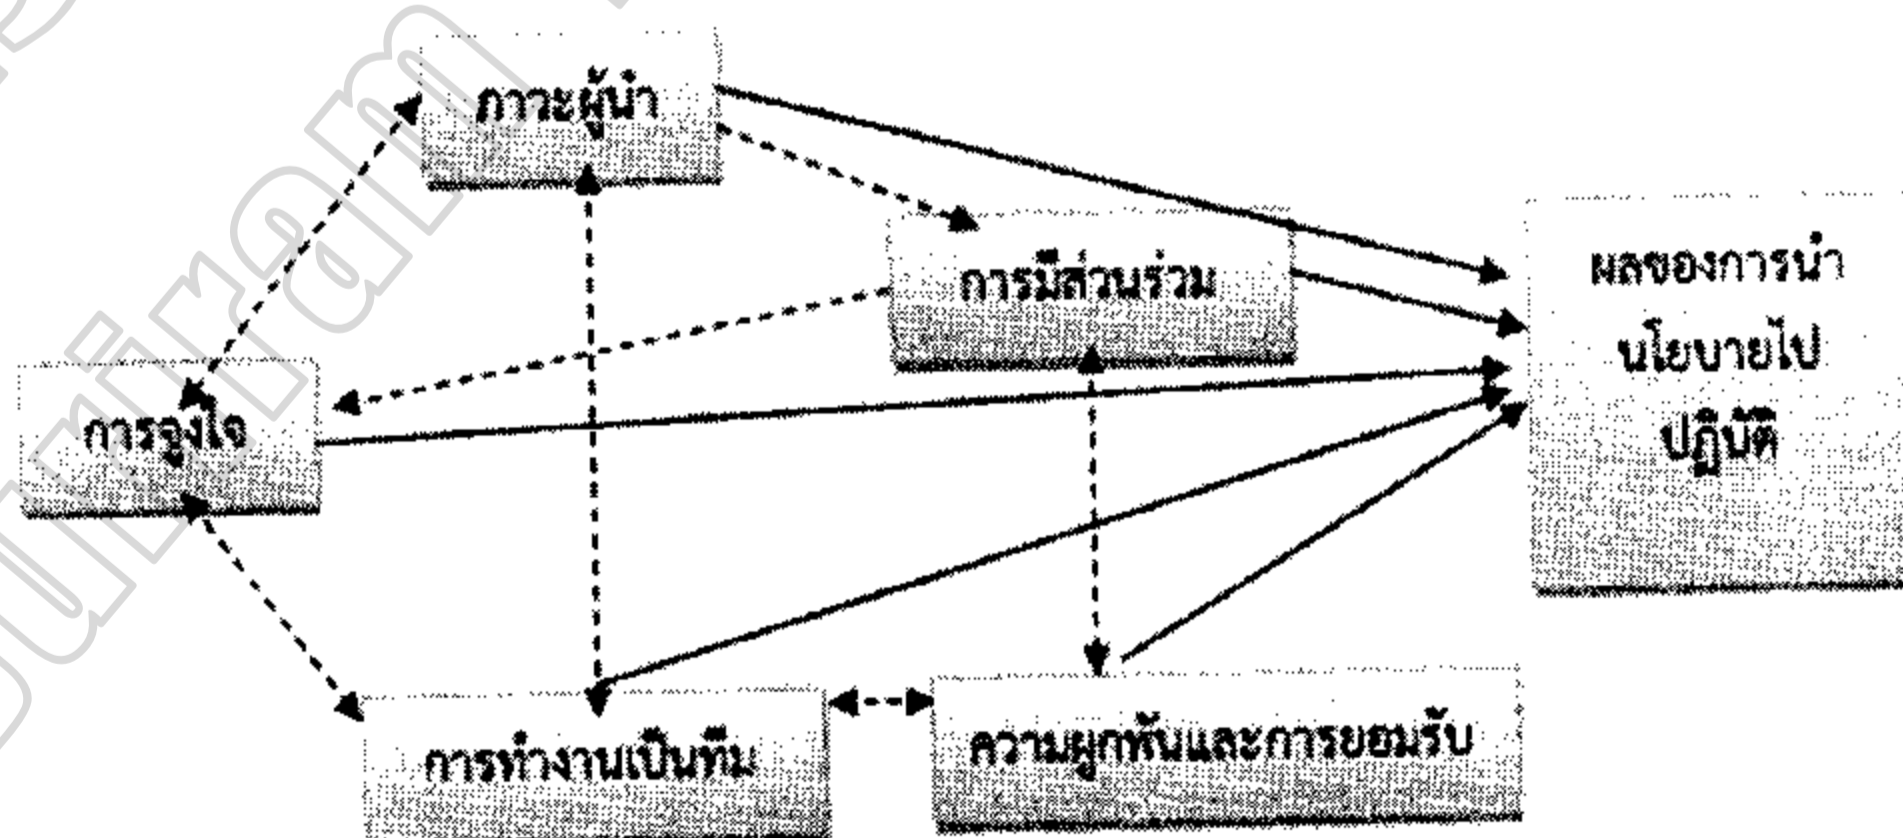 ภาวะผู้นำ
การมีส่วนร่วม
ผลของการนำ
นโยบายไป
ปฏิบัติ
การจูงใจ
การทำงานเป็นทีม
ความผูกพันและการยอมรับ